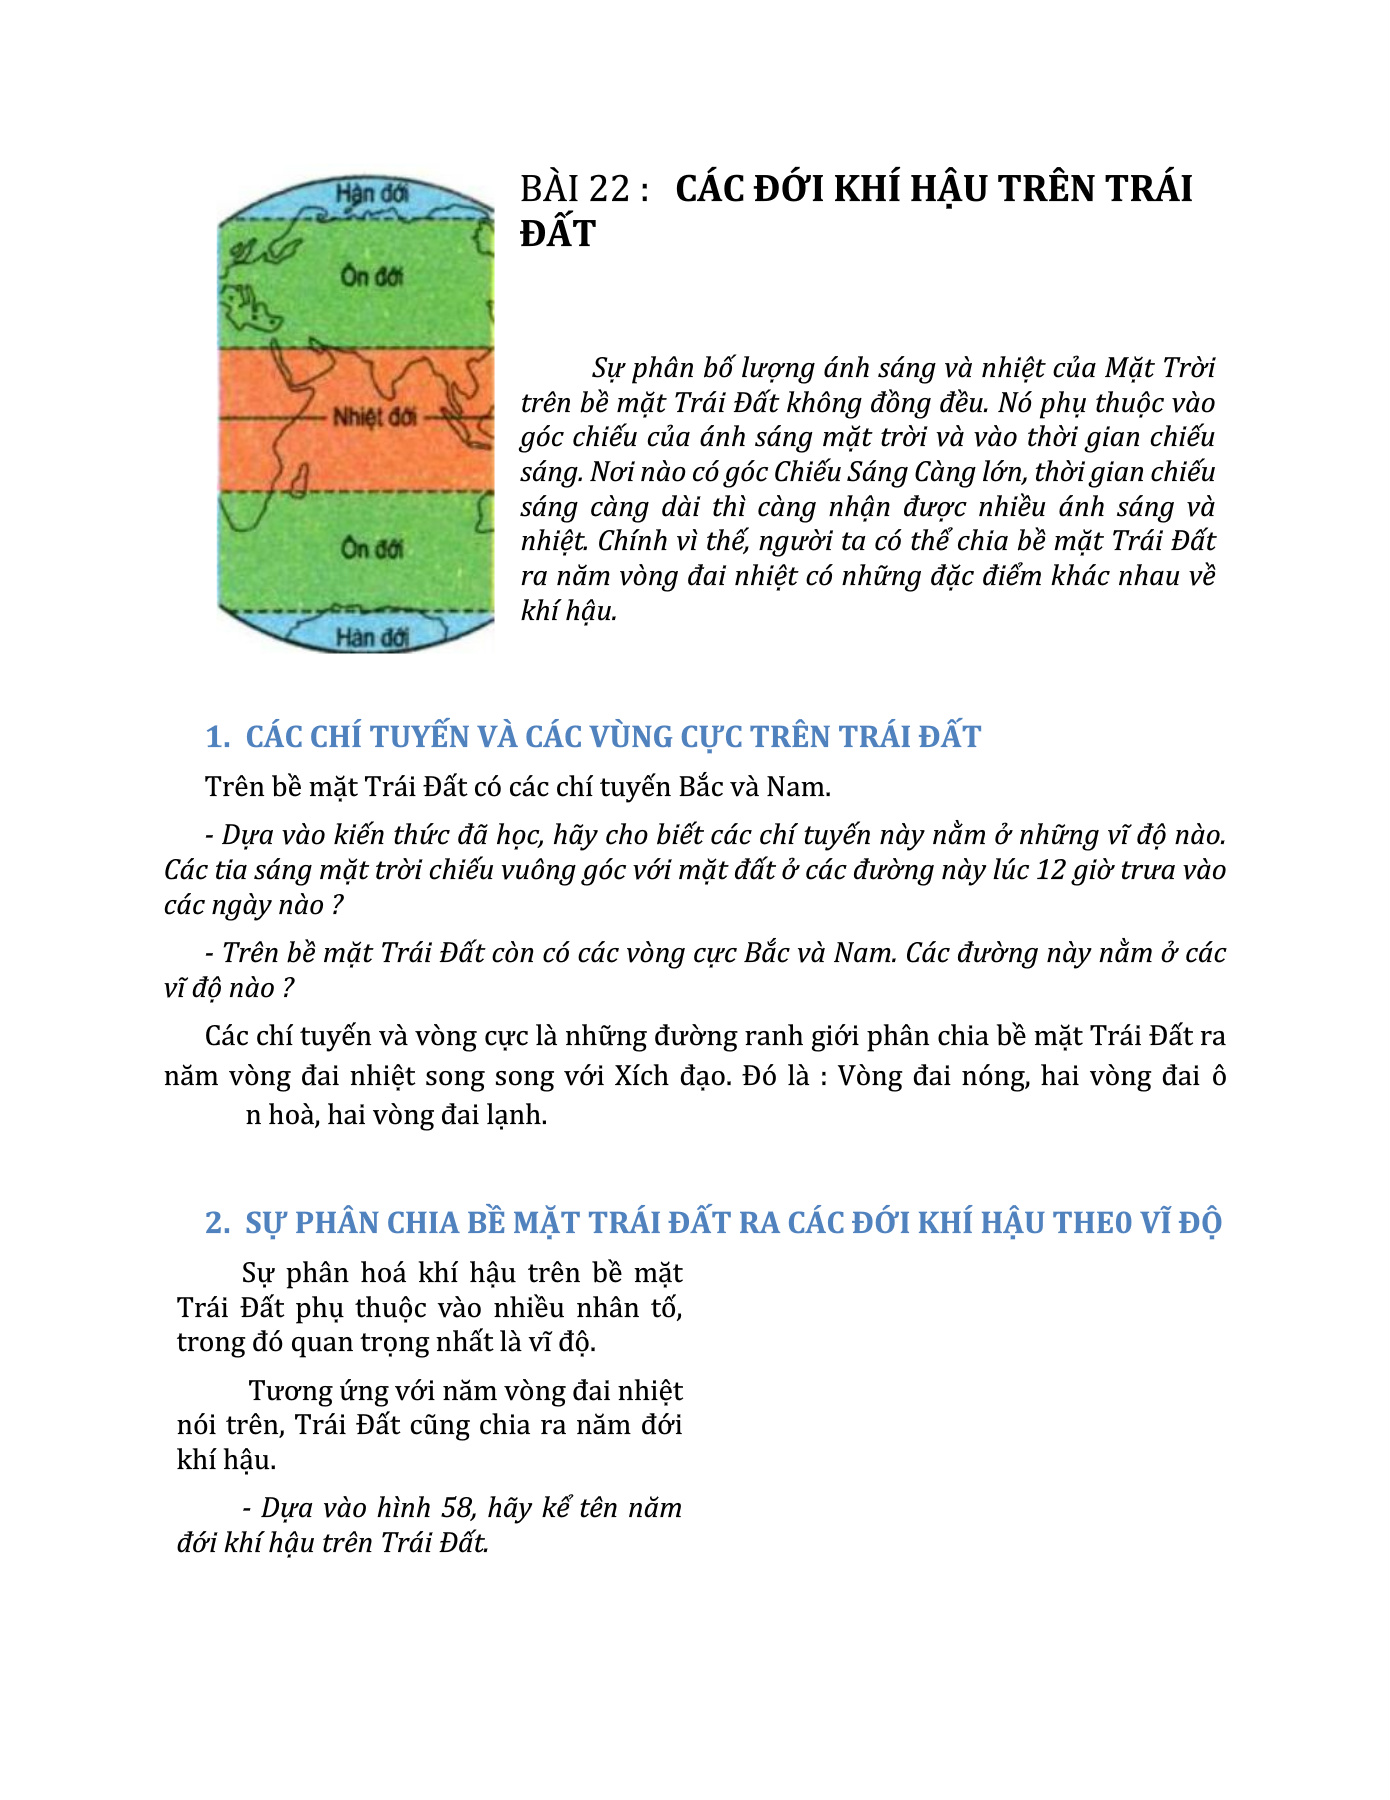 Hàn đới
Ôn đới
Nhiệt đới
Ôn đới
Hàn đới
BÀI 22 : CÁC ĐỚI KHÍ HẬU TRÊN TRÁI
ĐẤT
Sự phân bố lượng ánh sáng và nhiệt của Mặt Trời
trên bề mặt Trái Đất không đồng đều. Nó phụ thuộc vào
góc chiếu của ánh sáng mặt trời và vào thời gian chiếu
sáng. Nơi nào có góc Chiếu Sáng Càng lớn, thời gian chiếu
sáng càng dài thì càng nhận được nhiều ánh sáng và
nhiệt. Chính vì thế, người ta có thể chia bề mặt Trái Đất
ra năm vòng đai nhiệt có những đặc điểm khác nhau về
khí hậu.
1. CÁC CHÍ TUYẾN VÀ CÁC VÙNG CỰC TRÊN TRÁI ĐẤT
Trên bề mặt Trái Đất có các chí tuyến Bắc và Nam.
- Dựa vào kiến thức đã học, hãy cho biết các chí tuyến này nằm ở những vĩ độ nào.
Các tia sáng mặt trời chiếu vuông góc với mặt đất ở các đường này lúc 12 giờ trưa vào
các ngày nào ?
- Trên bề mặt Trái Đất còn có các vòng cực Bắc và Nam. Các đường này nằm ở các
vĩ độ nào ?
Các chí tuyến và vòng cực là những đường ranh giới phân chia bề mặt Trái Đất ra
năm vòng đai nhiệt song song với Xích đạo. Đó là : Vòng đai nóng, hai vòng đai ô
n hoà, hai vòng đai lạnh.
2. SỰ PHÂN CHIA BỀ MẶT TRÁI ĐẤT RA CÁC ĐỚI KHÍ HẬU THE0 VĨ ĐỘ
Sự phân hoá khí hậu trên bề mặt
Trái Đất phụ thuộc vào nhiều nhân tố,
trong đó quan trọng nhất là vĩ độ.
Tương ứng với năm vòng đai nhiệt
nói trên, Trái Đất cũng chia ra năm đới
khí hậu.
- Dựa vào hình 58, hãy kể tên năm
đới khí hậu trên Trái Đất.